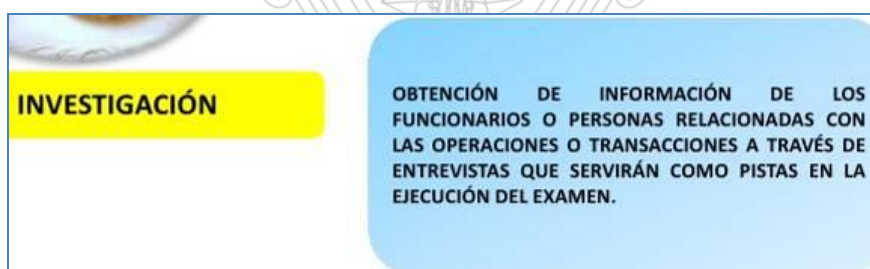 INVESTIGACIÓN
OBTENCIÓN DE INFORMACIÓN DE LOS
FUNCIONARIOS O PERSONAS RELACIONADAS CON
LAS OPERACIONES O TRANSACCIONES A TRAVÉS DE
ENTREVISTAS QUE SERVIRÁN COMO PISTAS EN LA
EJECUCIÓN DEL EXAMEN.